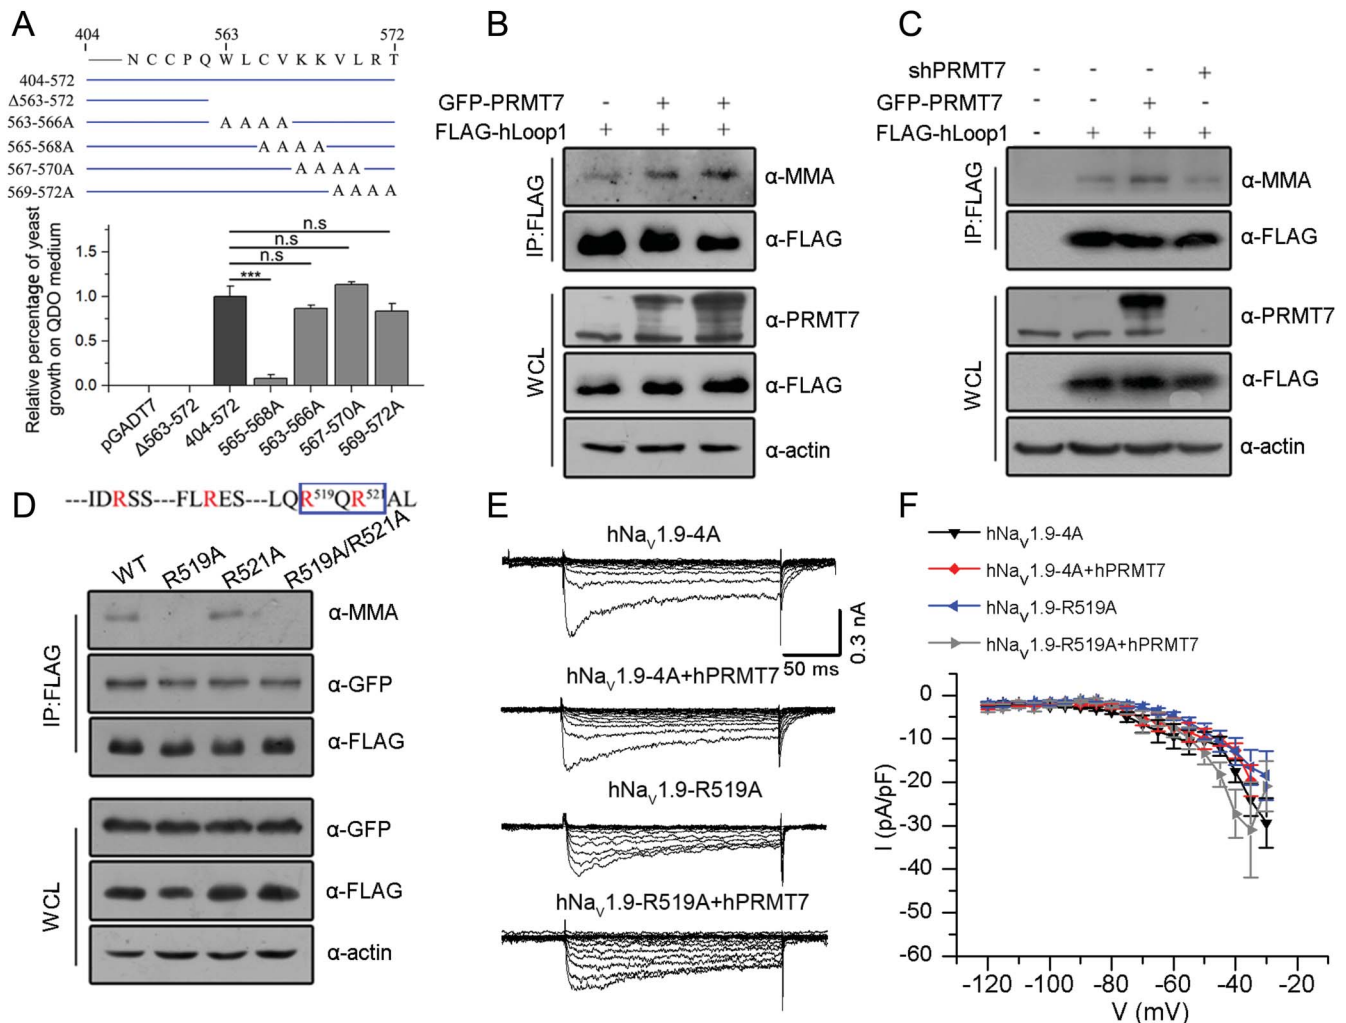 A
404 563 572
N C C P Q W L C V K K V L R T
404-572
Δ563-572
563-566A A A A A
565-568A A A A A
567-570A A A A A
569-572A A A A A
Relative percentage of yeast
growth on QDO medium
n.s
n.s
n.s
***
1.5
1.0
0.5
0.0
pGADT7
Δ563-572
404-572
565-568A
563-566A
567-570A
569-572A
B
GFP-PRMT7 - + +
FLAG-hLoop1 + + +
IP:FLAG
α-MMA
α-FLAG
WCL
α-PRMT7
α-FLAG
α-actin
C
shPRMT7 - - - +
GFP-PRMT7 - - + -
FLAG-hLoop1 - + + +
IP:FLAG
α-MMA
α-FLAG
WCL
α-PRMT7
α-FLAG
α-actin
D
---IDRSS---FLRES---LQR519QR521AL
WT
R519A
R521A
R519A/R521A
IP:FLAG
α-MMA
α-GFP
α-FLAG
WCL
α-GFP
α-FLAG
α-actin
E
hNaV1.9-4A
0.3 nA
50 ms
hNaV1.9-4A+hPRMT7
hNaV1.9-R519A
hNaV1.9-R519A+hPRMT7
F
hNaV1.9-4A
hNaV1.9-4A+hPRMT7
hNaV1.9-R519A
hNaV1.9-R519A+hPRMT7
I (pA/pF)
0
-10
-20
-30
-40
-50
-60
-120 -100 -80 -60 -40 -20
V (mV)